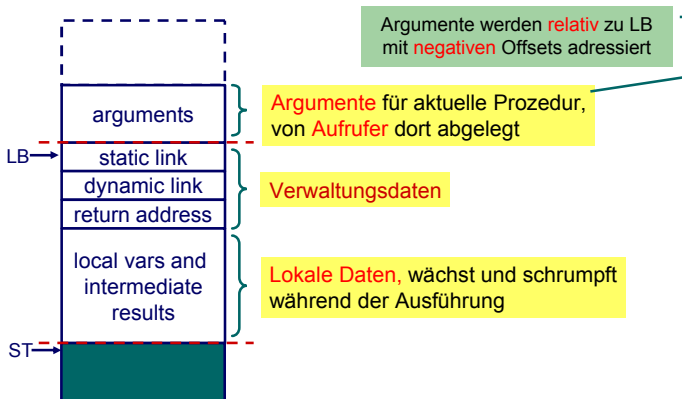 Argumente werden relativ zu LB
mit negativen Offsets adressiert
arguments
Argumente für aktuelle Prozedur,
von Aufrufer dort abgelegt
LB
static link
dynamic link
return address
Verwaltungsdaten
local vars and
intermediate
results
Lokale Daten, wächst und schrumpft
während der Ausführung
ST